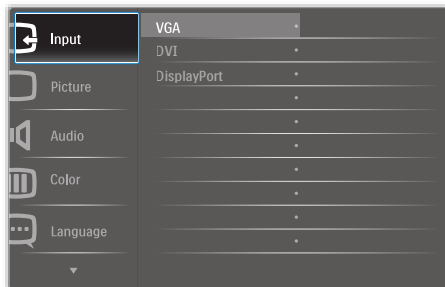 Input
Picture
Audio
Color
Language
VGA
DVI
DisplayPort